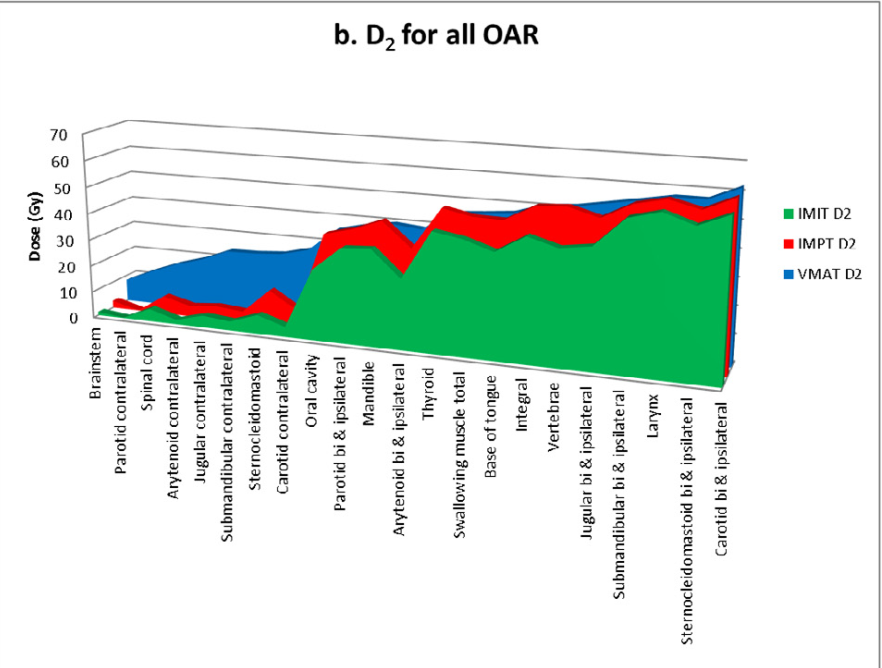 b. D2 for all OAR
70
60
50
40
30
20
10
0
Dose (Gy)
Brainstem
Parotid contralateral
Spinal cord
Arytenoid contralateral
Jugular contralateral
Submandibular contralateral
Sternocleidomastoid
Carotid contralateral
Oral cavity
Parotid bi & ipsilateral
Mandible
Arytenoid bi & ipsilateral
Thyroid
Swallowing muscle total
Base of tongue
Integral
Vertebrae
Jugular bi & ipsilateral
Submandibular bi & ipsilateral
Larynx
Sternocleidomastoid bi & ipsilateral
Carotid bi & ipsilateral
IMIT D2
IMPT D2
VMAT D2